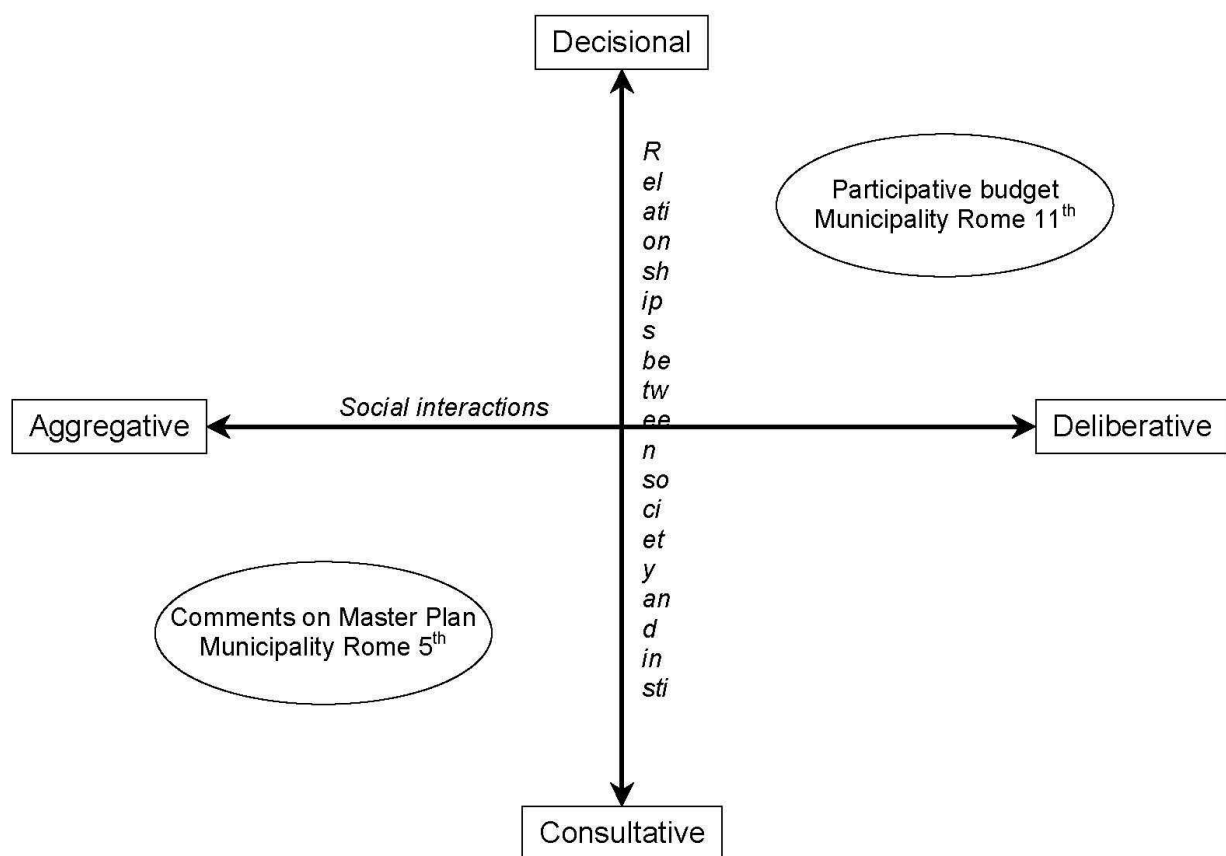 Decisional
R
el
ati
on
sh
ip
s
be
tw
ee
n
so
ci
et
y
an
d
in
sti
Participative budget
Municipality Rome 11th
Social interactions
Aggregative
Deliberative
Comments on Master Plan
Municipality Rome 5th
Consultative